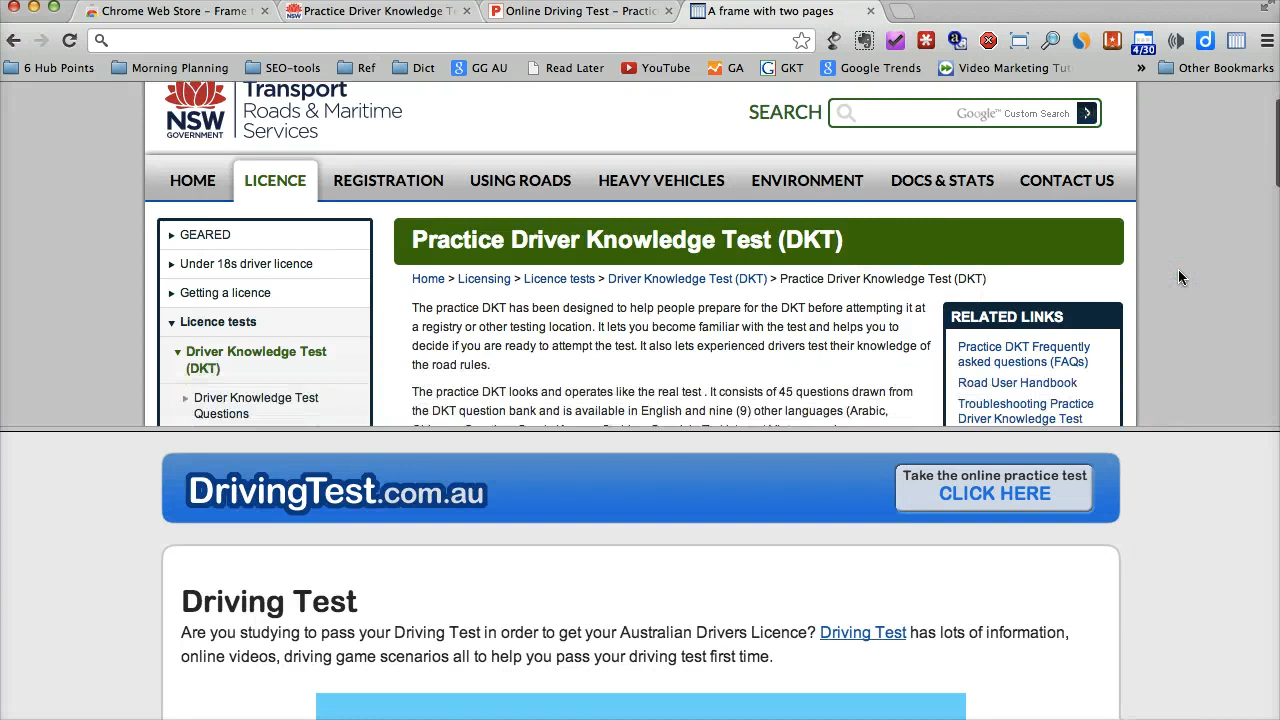 Chrome Web Store – Frame t
Practice Driver Knowledge Te
Online Driving Test – Practic
A frame with two pages
4/30
6 Hub Points
Morning Planning
SEO-tools
Ref
Dict
GG AU
Read Later
YouTube
GA
GKT
Google Trends
Video Marketing Tut
»
Other Bookmarks
NSW
GOVERNMENT
Transport
Roads & Maritime
Services
SEARCH
Google™ Custom Search
HOME
LICENCE
REGISTRATION
USING ROADS
HEAVY VEHICLES
ENVIRONMENT
DOCS & STATS
CONTACT US
GEARED
Under 18s driver licence
Getting a licence
Licence tests
Driver Knowledge Test
(DKT)
Driver Knowledge Test
Questions
Practice Driver Knowledge Test (DKT)
Home > Licensing > Licence tests > Driver Knowledge Test (DKT) > Practice Driver Knowledge Test (DKT)
The practice DKT has been designed to help people prepare for the DKT before attempting it at
a registry or other testing location. It lets you become familiar with the test and helps you to
decide if you are ready to attempt the test. It also lets experienced drivers test their knowledge of
the road rules.
The practice DKT looks and operates like the real test . It consists of 45 questions drawn from
the DKT question bank and is available in English and nine (9) other languages (Arabic,
RELATED LINKS
Practice DKT Frequently
asked questions (FAQs)
Road User Handbook
Troubleshooting Practice
Driver Knowledge Test
DrivingTest.com.au
Take the online practice test
CLICK HERE
Driving Test
Are you studying to pass your Driving Test in order to get your Australian Drivers Licence? Driving Test has lots of information,
online videos, driving game scenarios all to help you pass your driving test first time.